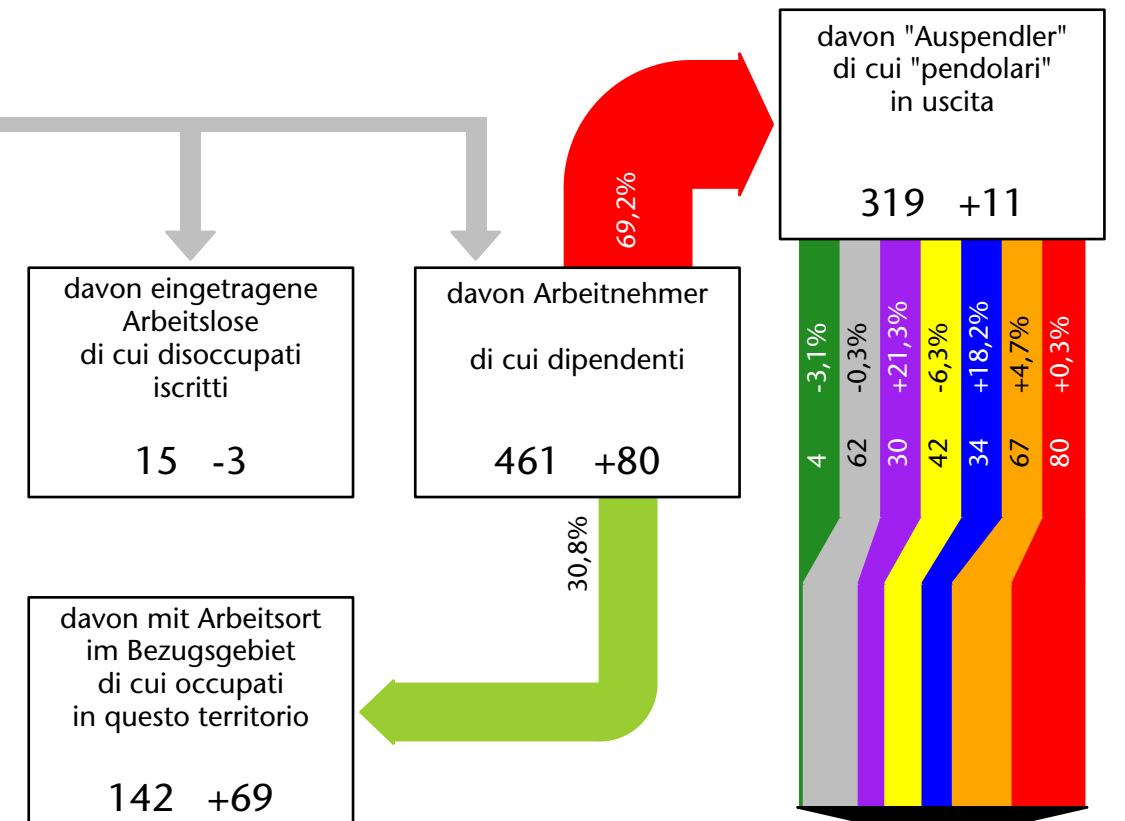 davon "Auspendler"
di cui "pendolari"
in uscita
319 +11
69,2%
davon eingetragene
Arbeitslose
di cui disoccupati
iscritti
15 -3
davon Arbeitnehmer
di cui dipendenti
461 +80
4 -3,1%
62 -0,3%
30 +21,3%
42 -6,3%
34 +18,2%
67 +4,7%
80 +0,3%
30,8%
davon mit Arbeitsort
im Bezugsgebiet
di cui occupati
in questo territorio
142 +69